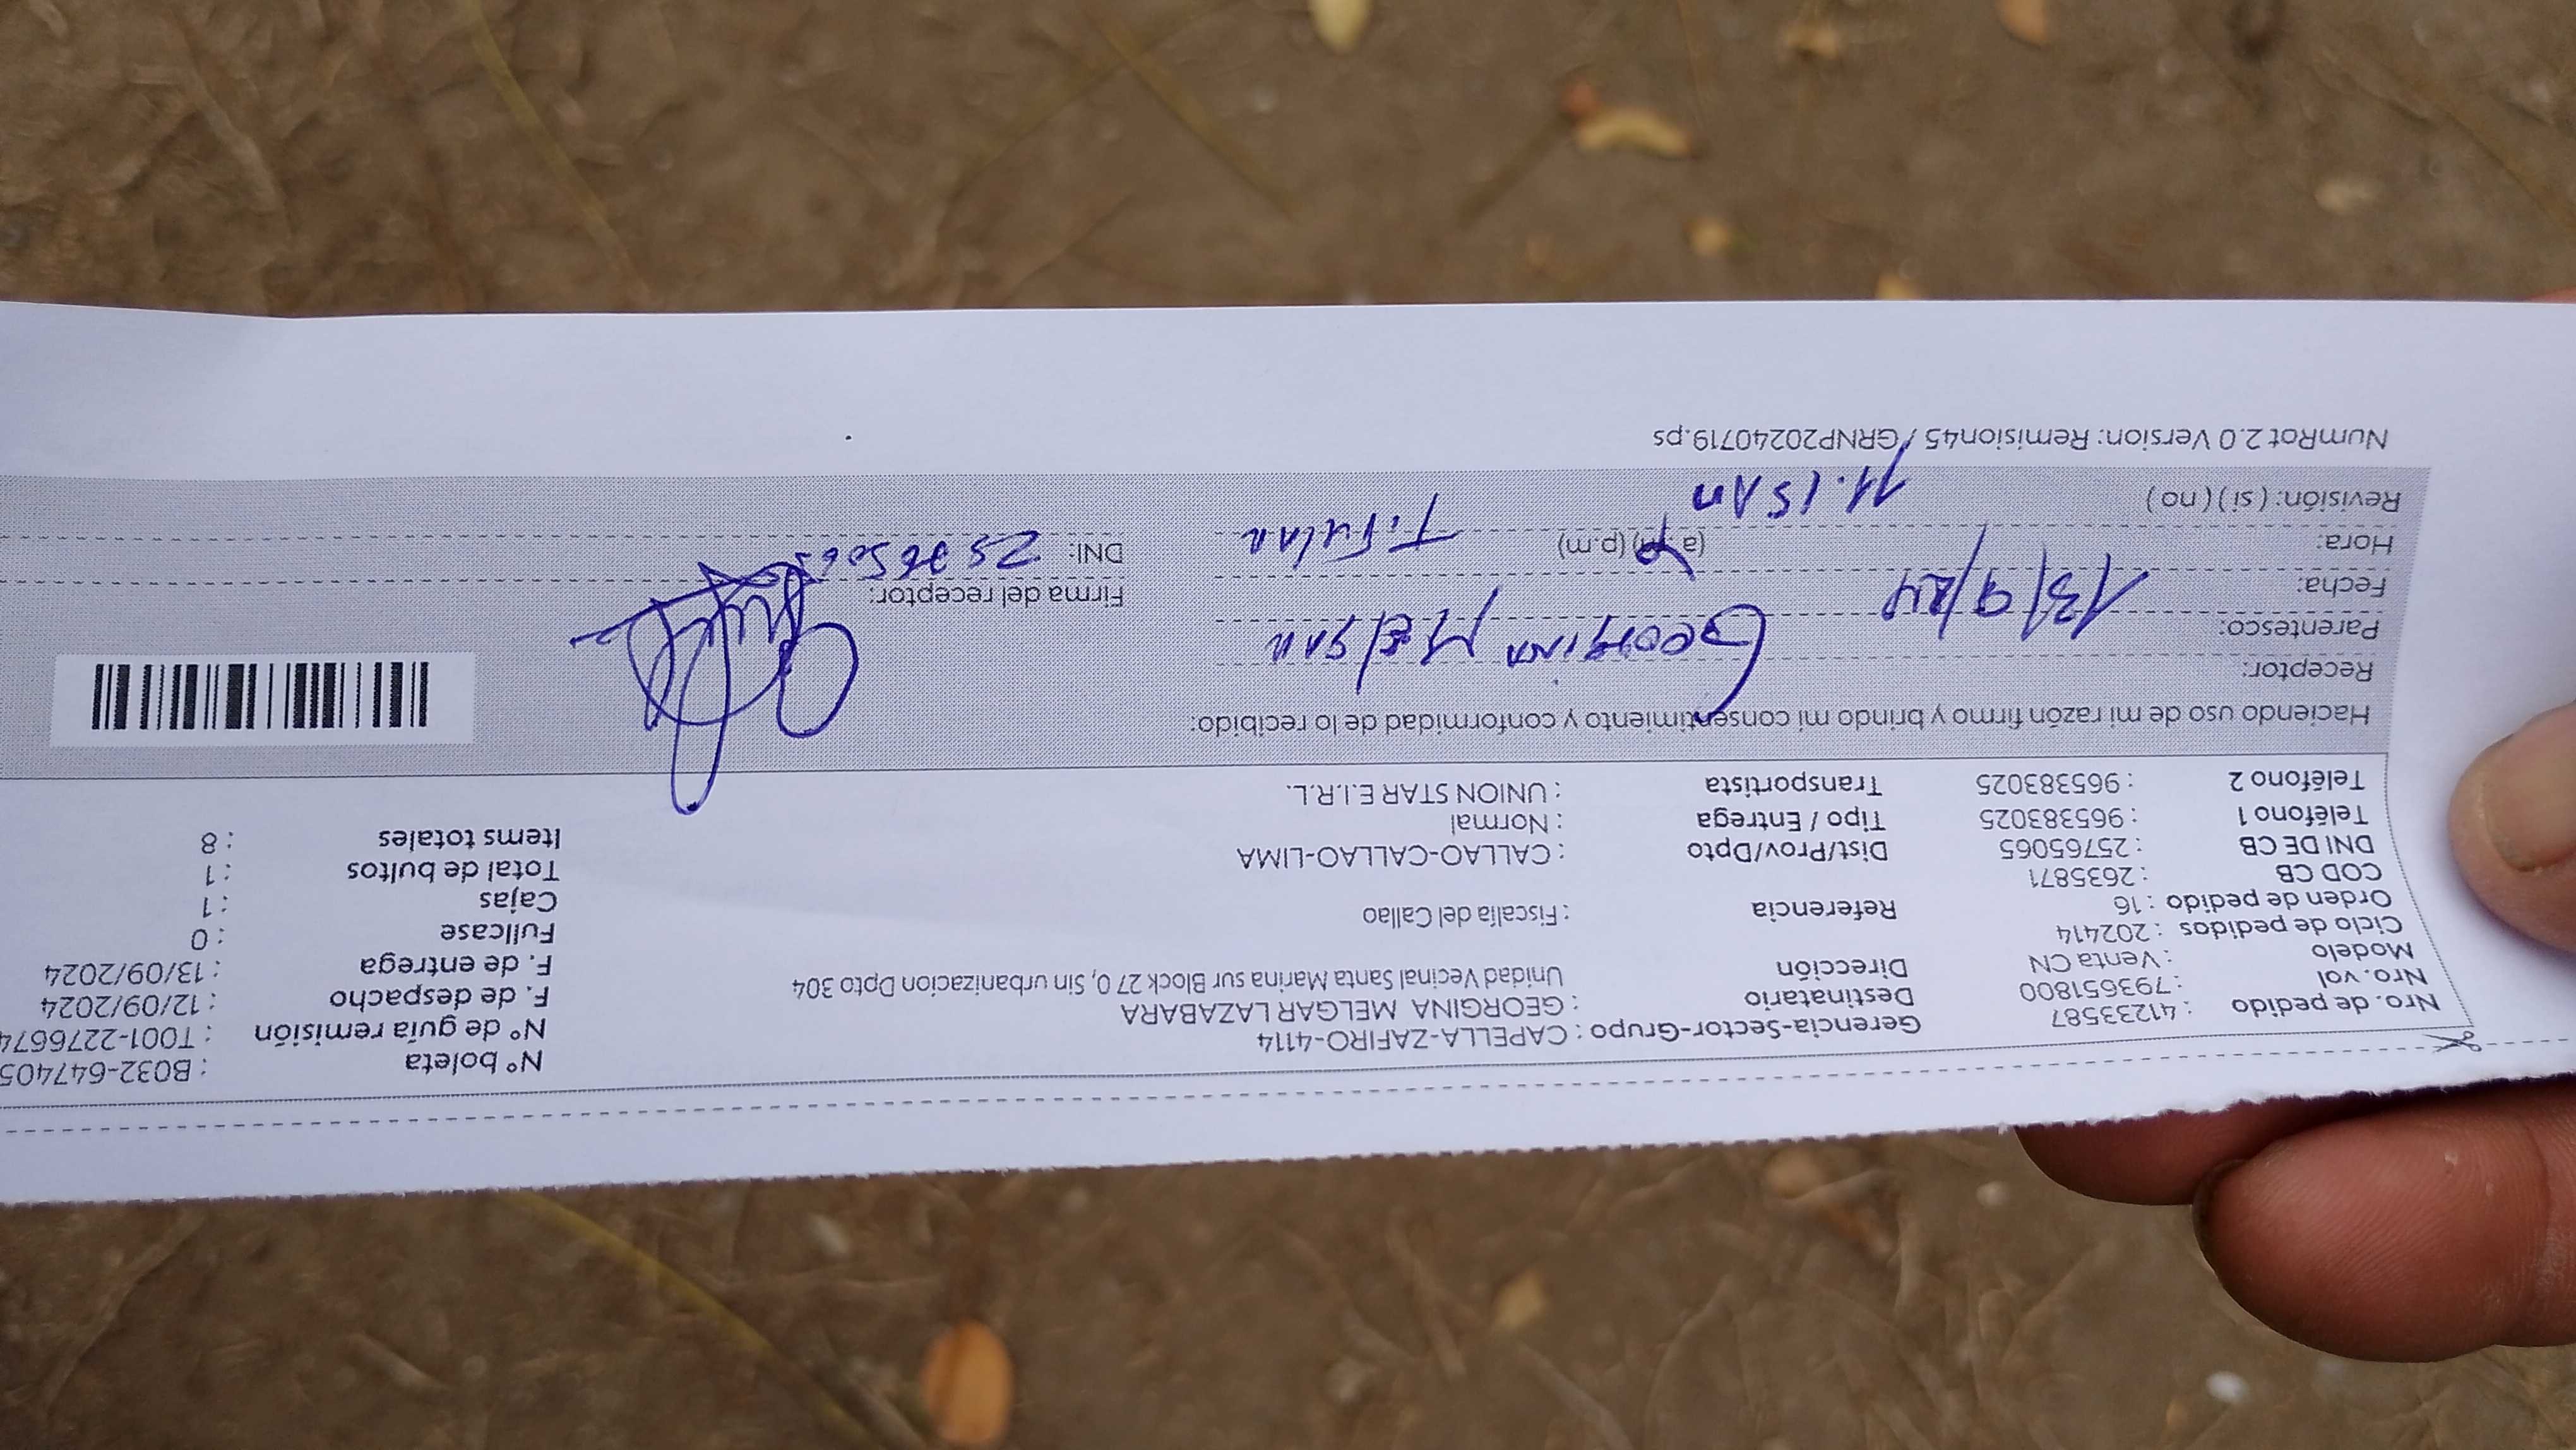 Nro. de pedido : 41233587 Gerencia-Sector-Grupo : CAPELLA-ZAFIRO-4114 N° boleta : B032-647405
Nro. vol : 793651800 Destinatario : GEORGINA MELGAR LAZABARA N° de guía remisión : T001-2276674
Modelo : Venta CN Dirección Unidad Vecinal Santa Marina sur Block 27 0, Sin urbanizacion Dpto 304 F. de despacho : 12/09/2024
Ciclo de pedidos : 202414 F. de entrega : 13/09/2024
Orden de pedido : 16 Referencia : Fiscalía del Callao Fullcase : 0
COD CB : 2635871 Cajas : 1
DNI DE CB : 25765065 Dist/Prov/Dpto : CALLAO-CALLAO-LIMA Total de bultos : 1
Teléfono 1 : 965383025 Tipo / Entrega : Normal Items totales : 8
Teléfono 2 : 965383025 Transportista : UNION STAR E.I.R.L.
Haciendo uso de mi razón firmo y brindo mi consentimiento y conformidad de lo recibido:
Receptor: Georgina Melgar
Parentesco:
Fecha: 13/9/24 Firma del receptor:
Hora: (a.m) (p.m) Titular DNI: 25765065
Revisión: ( si ) ( no ) 11.15 Am
NumRot 2.0 Version: Remision45 / GRNP20240719.ps